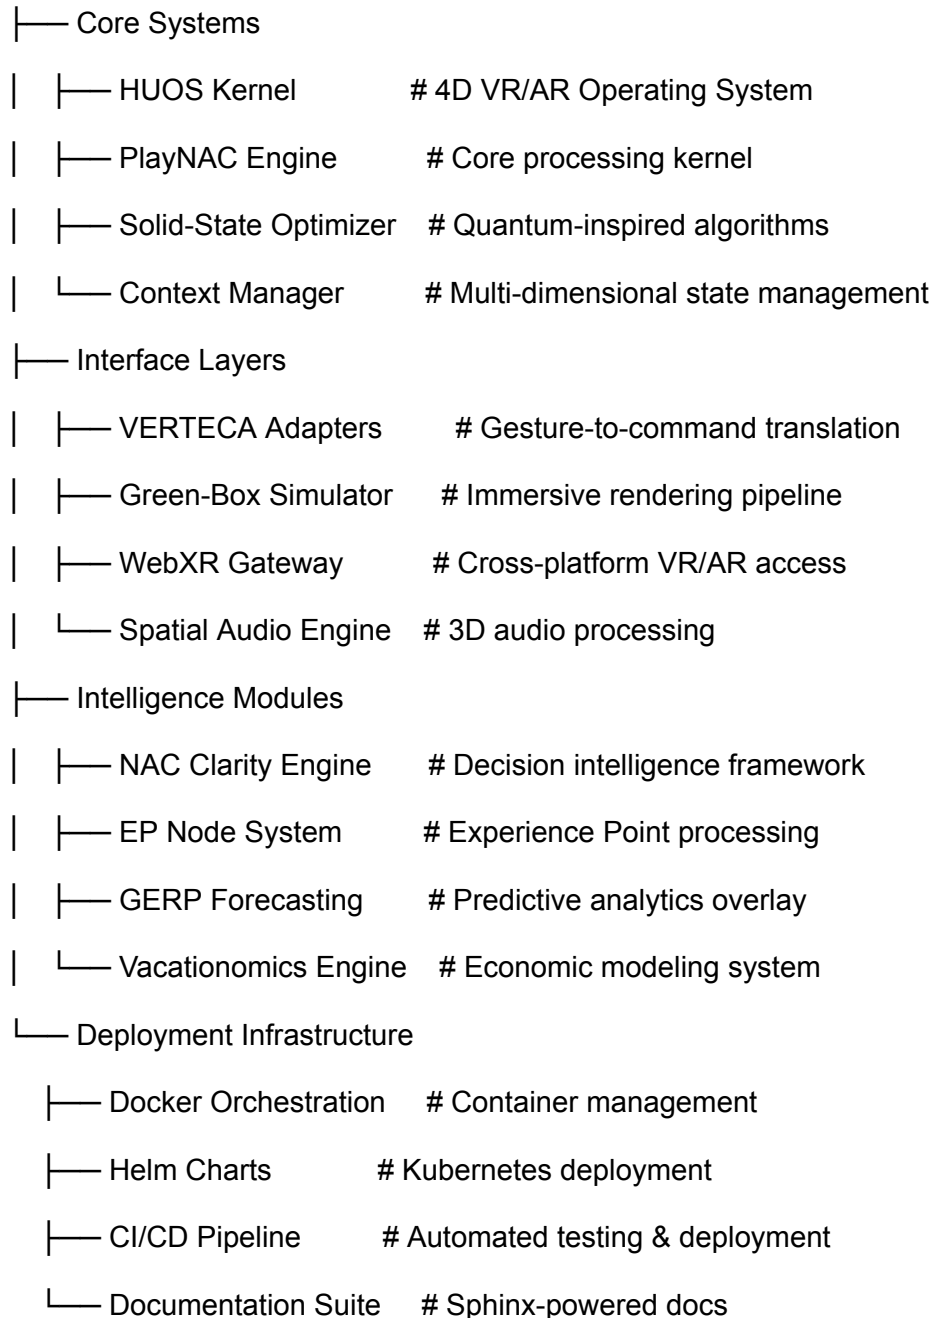 ├── Core Systems
│ ├── HUOS Kernel # 4D VR/AR Operating System
│ ├── PlayNAC Engine # Core processing kernel
│ ├── Solid-State Optimizer # Quantum-inspired algorithms
│ └── Context Manager # Multi-dimensional state management
├── Interface Layers
│ ├── VERTECA Adapters # Gesture-to-command translation
│ ├── Green-Box Simulator # Immersive rendering pipeline
│ ├── WebXR Gateway # Cross-platform VR/AR access
│ └── Spatial Audio Engine # 3D audio processing
├── Intelligence Modules
│ ├── NAC Clarity Engine # Decision intelligence framework
│ ├── EP Node System # Experience Point processing
│ ├── GERP Forecasting # Predictive analytics overlay
│ └── Vacationomics Engine # Economic modeling system
└── Deployment Infrastructure
├── Docker Orchestration # Container management
├── Helm Charts # Kubernetes deployment
├── CI/CD Pipeline # Automated testing & deployment
└── Documentation Suite # Sphinx-powered docs